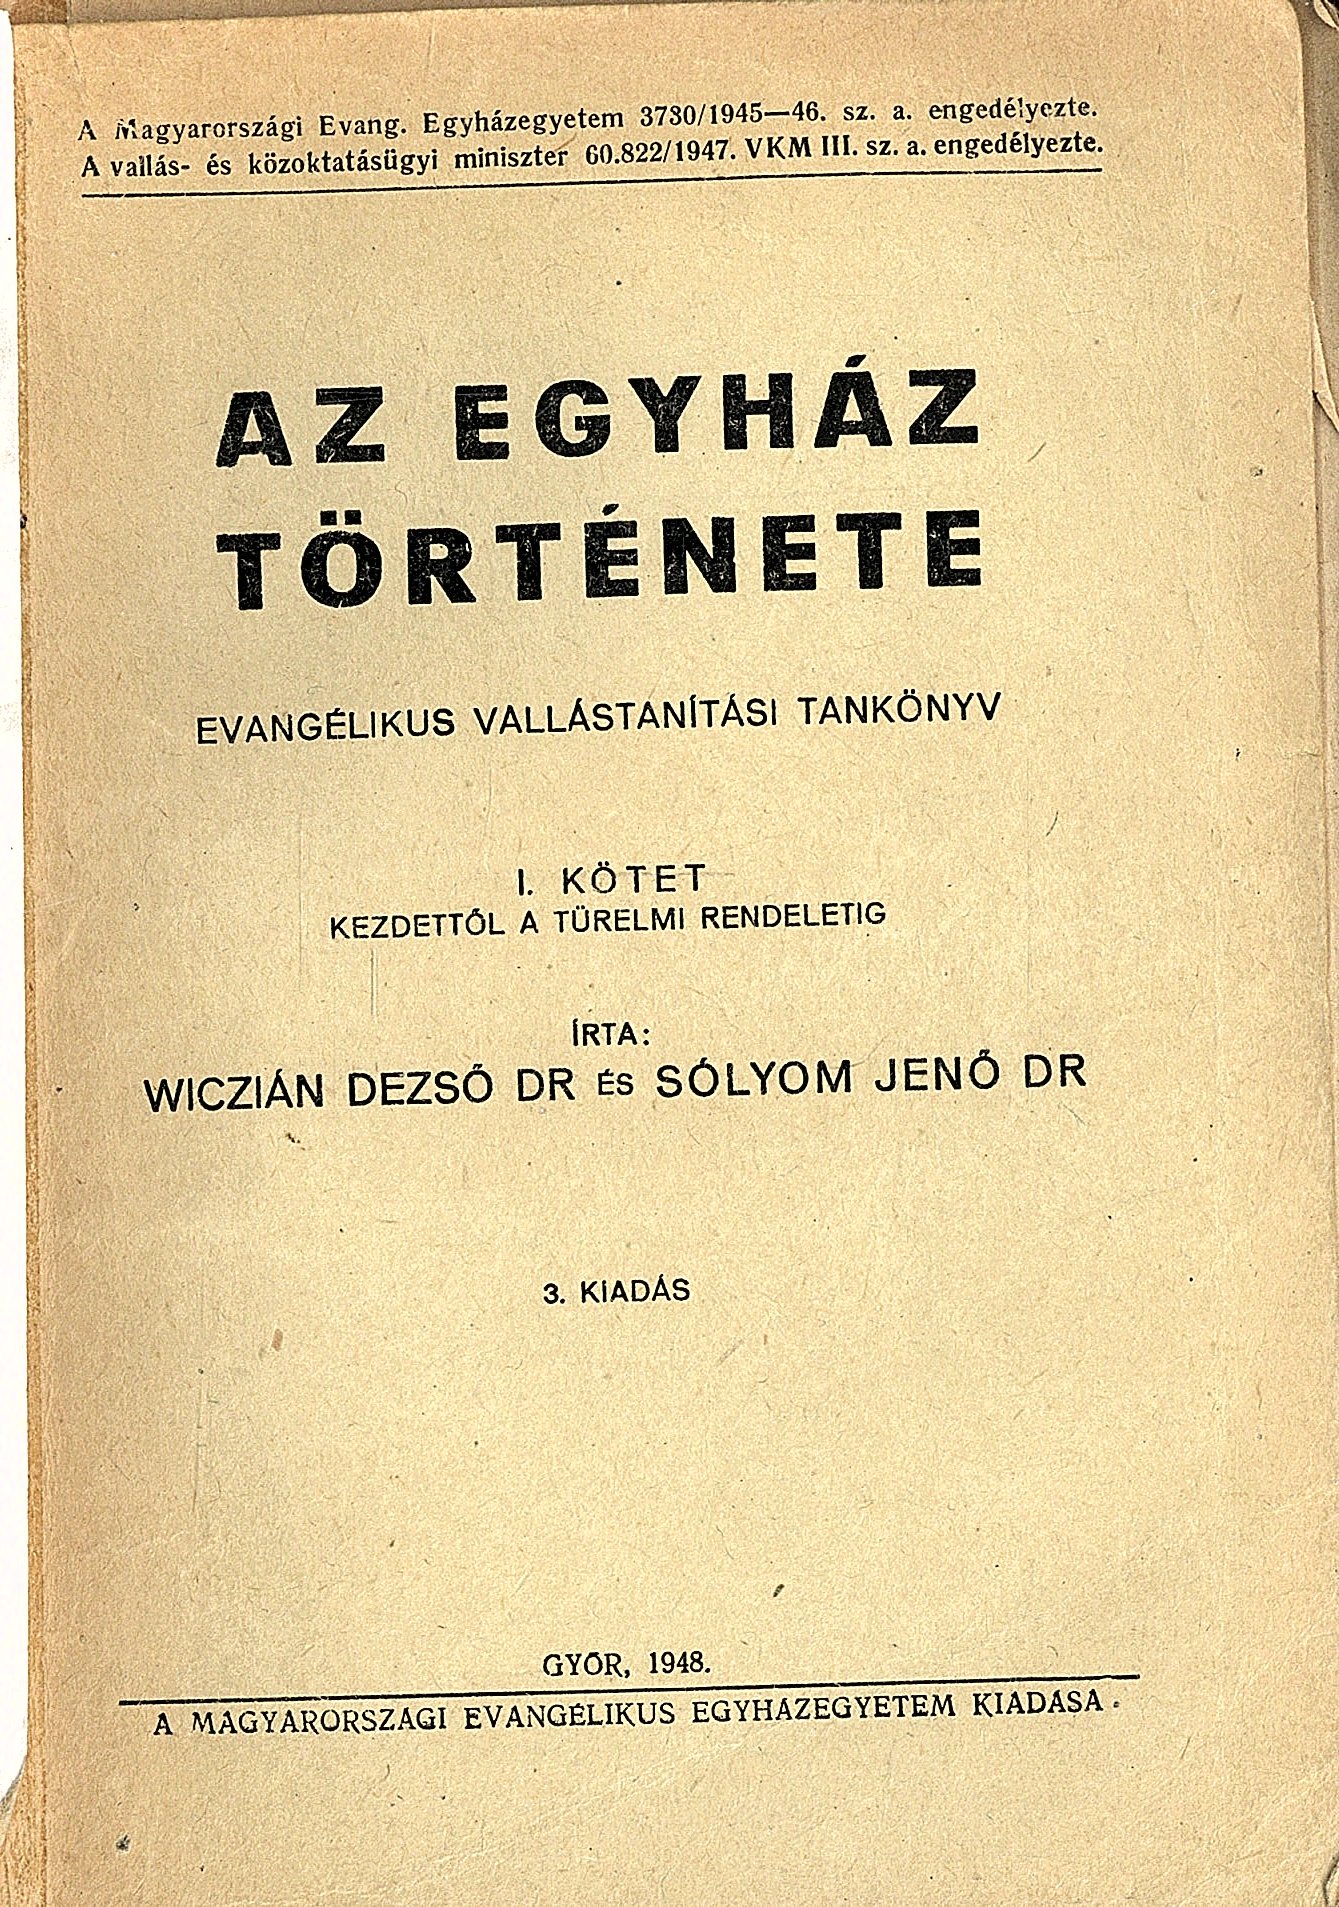 A Magyarországi Evang. Egyházegyetem 3730/1945—46. sz. a. engedélyezte.
A vallás- és közoktatásügyi miniszter 60.822/1947. VKM III. sz. a. engedélyezte.
AZ EGYHÁZ
TÖRTÉNETE
EVANGÉLIKUS VALLÁSTANÍTÁSI TANKÖNYV
I. KÖTET
KEZDETTŐL A TÜRELMI RENDELETIG
ÍRTA:
WICZIÁN DEZSŐ DR ÉS SÓLYOM JENŐ DR
3. KIADÁS
GYŐR, 1948.
A MAGYARORSZÁGI EVANGÉLIKUS EGYHÁZEGYETEM KIADÁSA